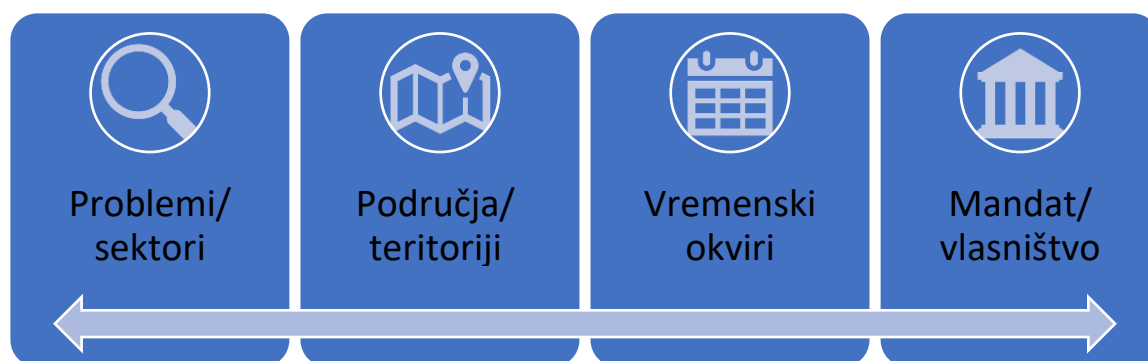 Problemi/
sektori
Područja/
teritoriji
Vremenski
okviri
Mandat/
vlasništvo